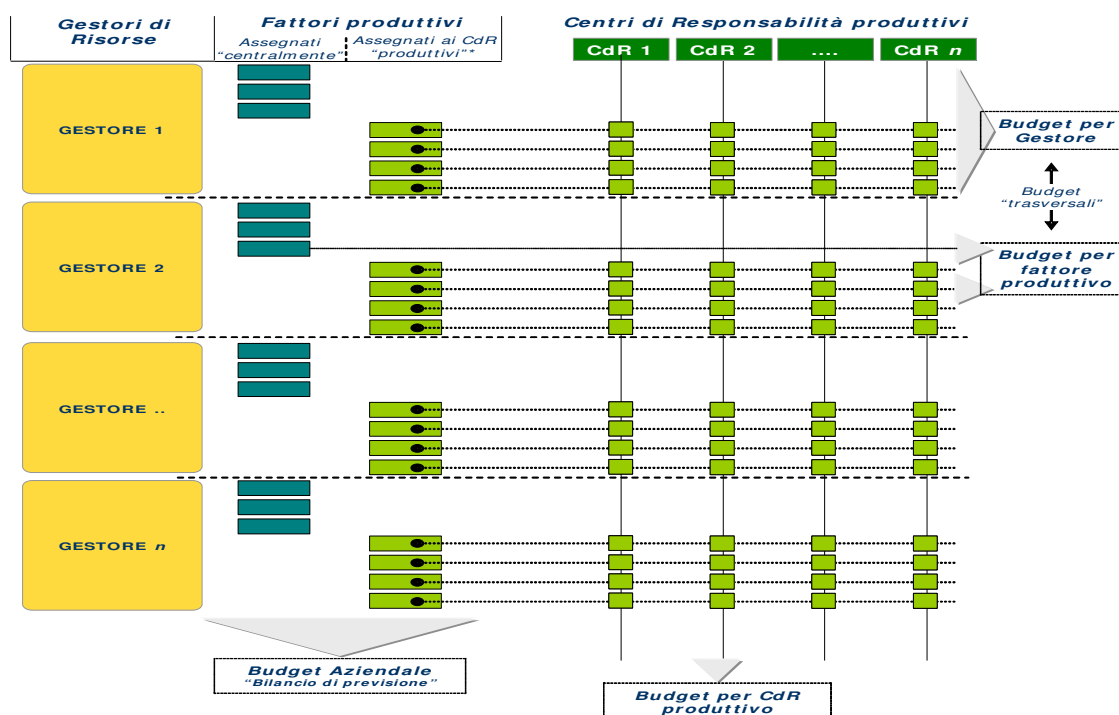 Gestori di
Risorse
Fattori produttivi
Assegnati
“centralmente”
Assegnati ai CdR
“produttivi”*
Centri di Responsabilità produttivi
CdR 1
CdR 2
....
CdR n
GESTORE 1
Budget per
Gestore
Budget
“trasversali”
GESTORE 2
Budget per
fattore
produttivo
GESTORE ..
GESTORE n
Budget Aziendale
“Bilancio di previsione”
Budget per CdR
produttivo